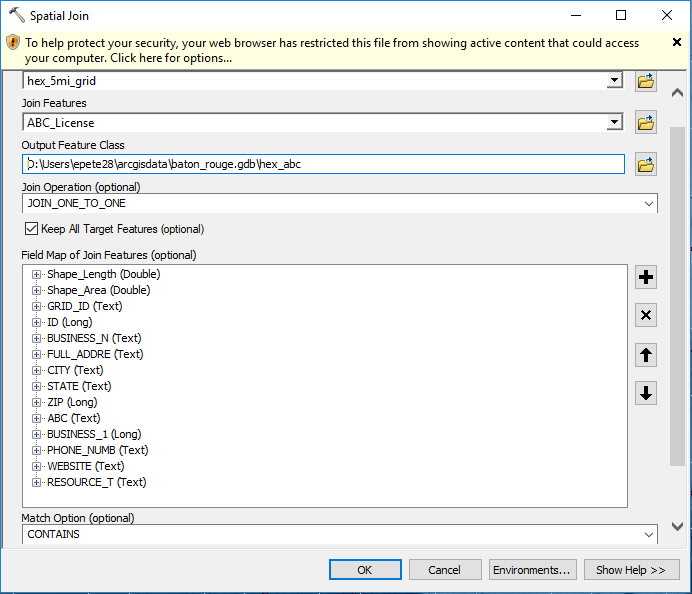 Spatial Join
To help protect your security, your web browser has restricted this file from showing active content that could access
your computer. Click here for options...
hex_5mi_grid
Join Features
ABC_License
Output Feature Class
D:\Users\epete28\arcgisdata\baton_rouge.gdb\hex_abc
Join Operation (optional)
JOIN_ONE_TO_ONE
Keep All Target Features (optional)
Field Map of Join Features (optional)
Shape_Length (Double)
Shape_Area (Double)
GRID_ID (Text)
ID (Long)
BUSINESS_N (Text)
FULL_ADDRE (Text)
CITY (Text)
STATE (Text)
ZIP (Long)
ABC (Text)
BUSINESS_1 (Long)
PHONE_NUMB (Text)
WEBSITE (Text)
RESOURCE_T (Text)
Match Option (optional)
CONTAINS
OK Cancel Environments... Show Help >>